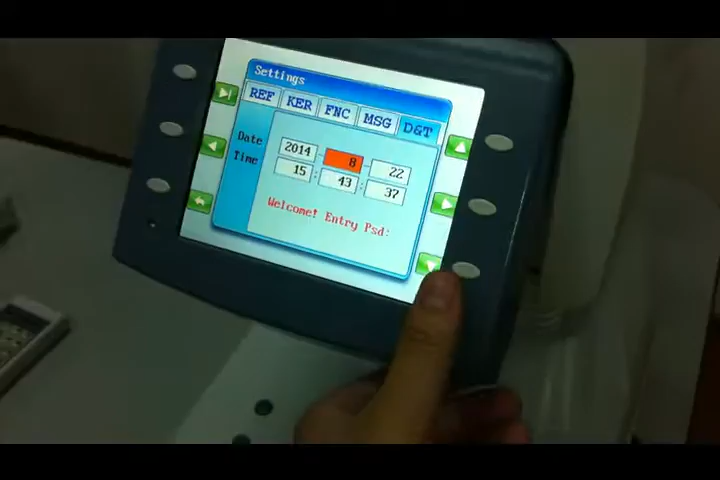 Settings
REF KER FNC MSG D&T
Date 2014 - 8 - 22
Time 15 : 43 : 37
Welcome! Entry Psd: